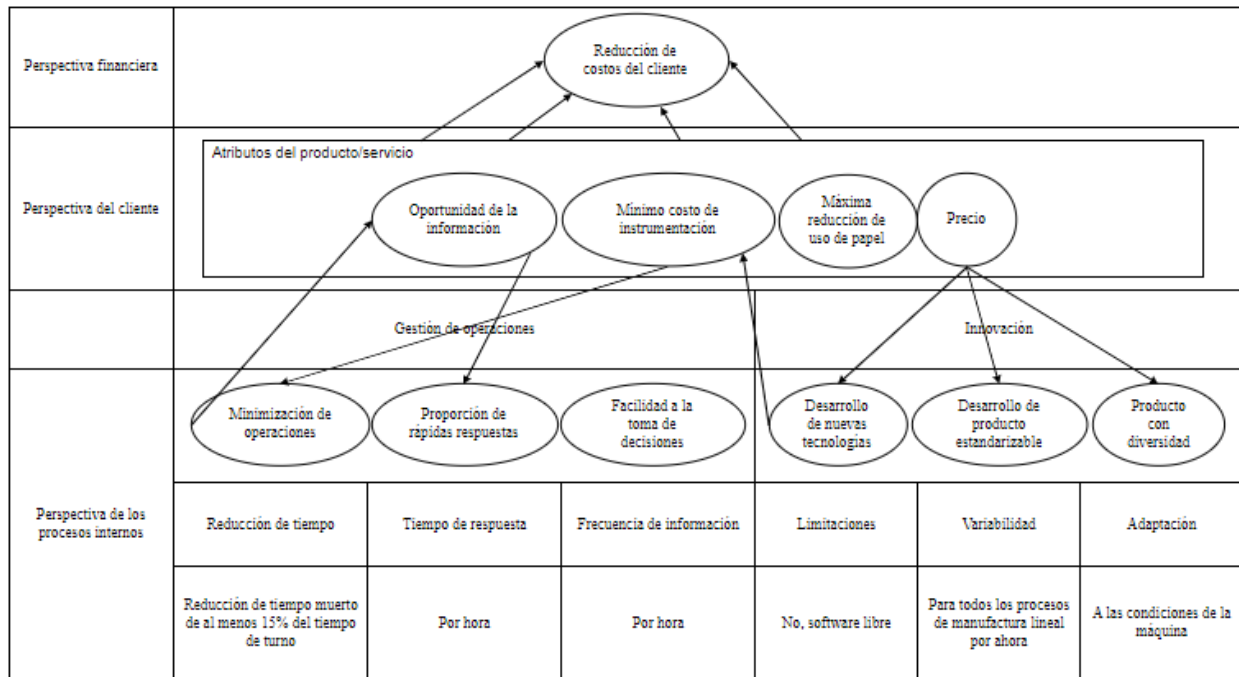 Perspectiva financiera
Reducción de
costos del cliente
Perspectiva del cliente
Atributos del producto/servicio
Oportunidad de la
información
Mínimo costo de
instrumentación
Máxima
reducción de
uso de papel
Precio
Gestión de operaciones
Innovación
Perspectiva de los
procesos internos
Minimización de
operaciones
Proporción de
rápidas respuestas
Facilidad a la
toma de
decisiones
Desarrollo
de nuevas
tecnologías
Desarrollo de
producto
estandarizable
Producto
con
diversidad
Reducción de tiempo
Tiempo de respuesta
Frecuencia de información
Limitaciones
Variabilidad
Adaptación
Reducción de tiempo muerto
de al menos 15% del tiempo
de turno
Por hora
Por hora
No, software libre
Para todos los procesos
de manufactura lineal
por ahora
A las condiciones de la
máquina